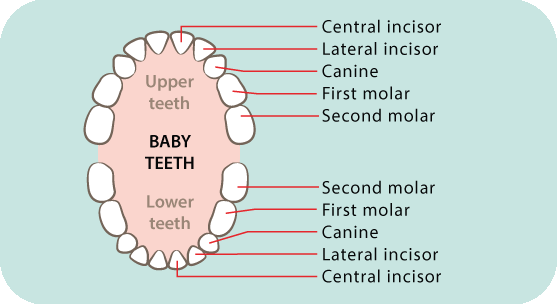 Central incisor
Lateral incisor
Canine
First molar
Second molar
Upper
teeth
BABY
TEETH
Lower
teeth
Second molar
First molar
Canine
Lateral incisor
Central incisor